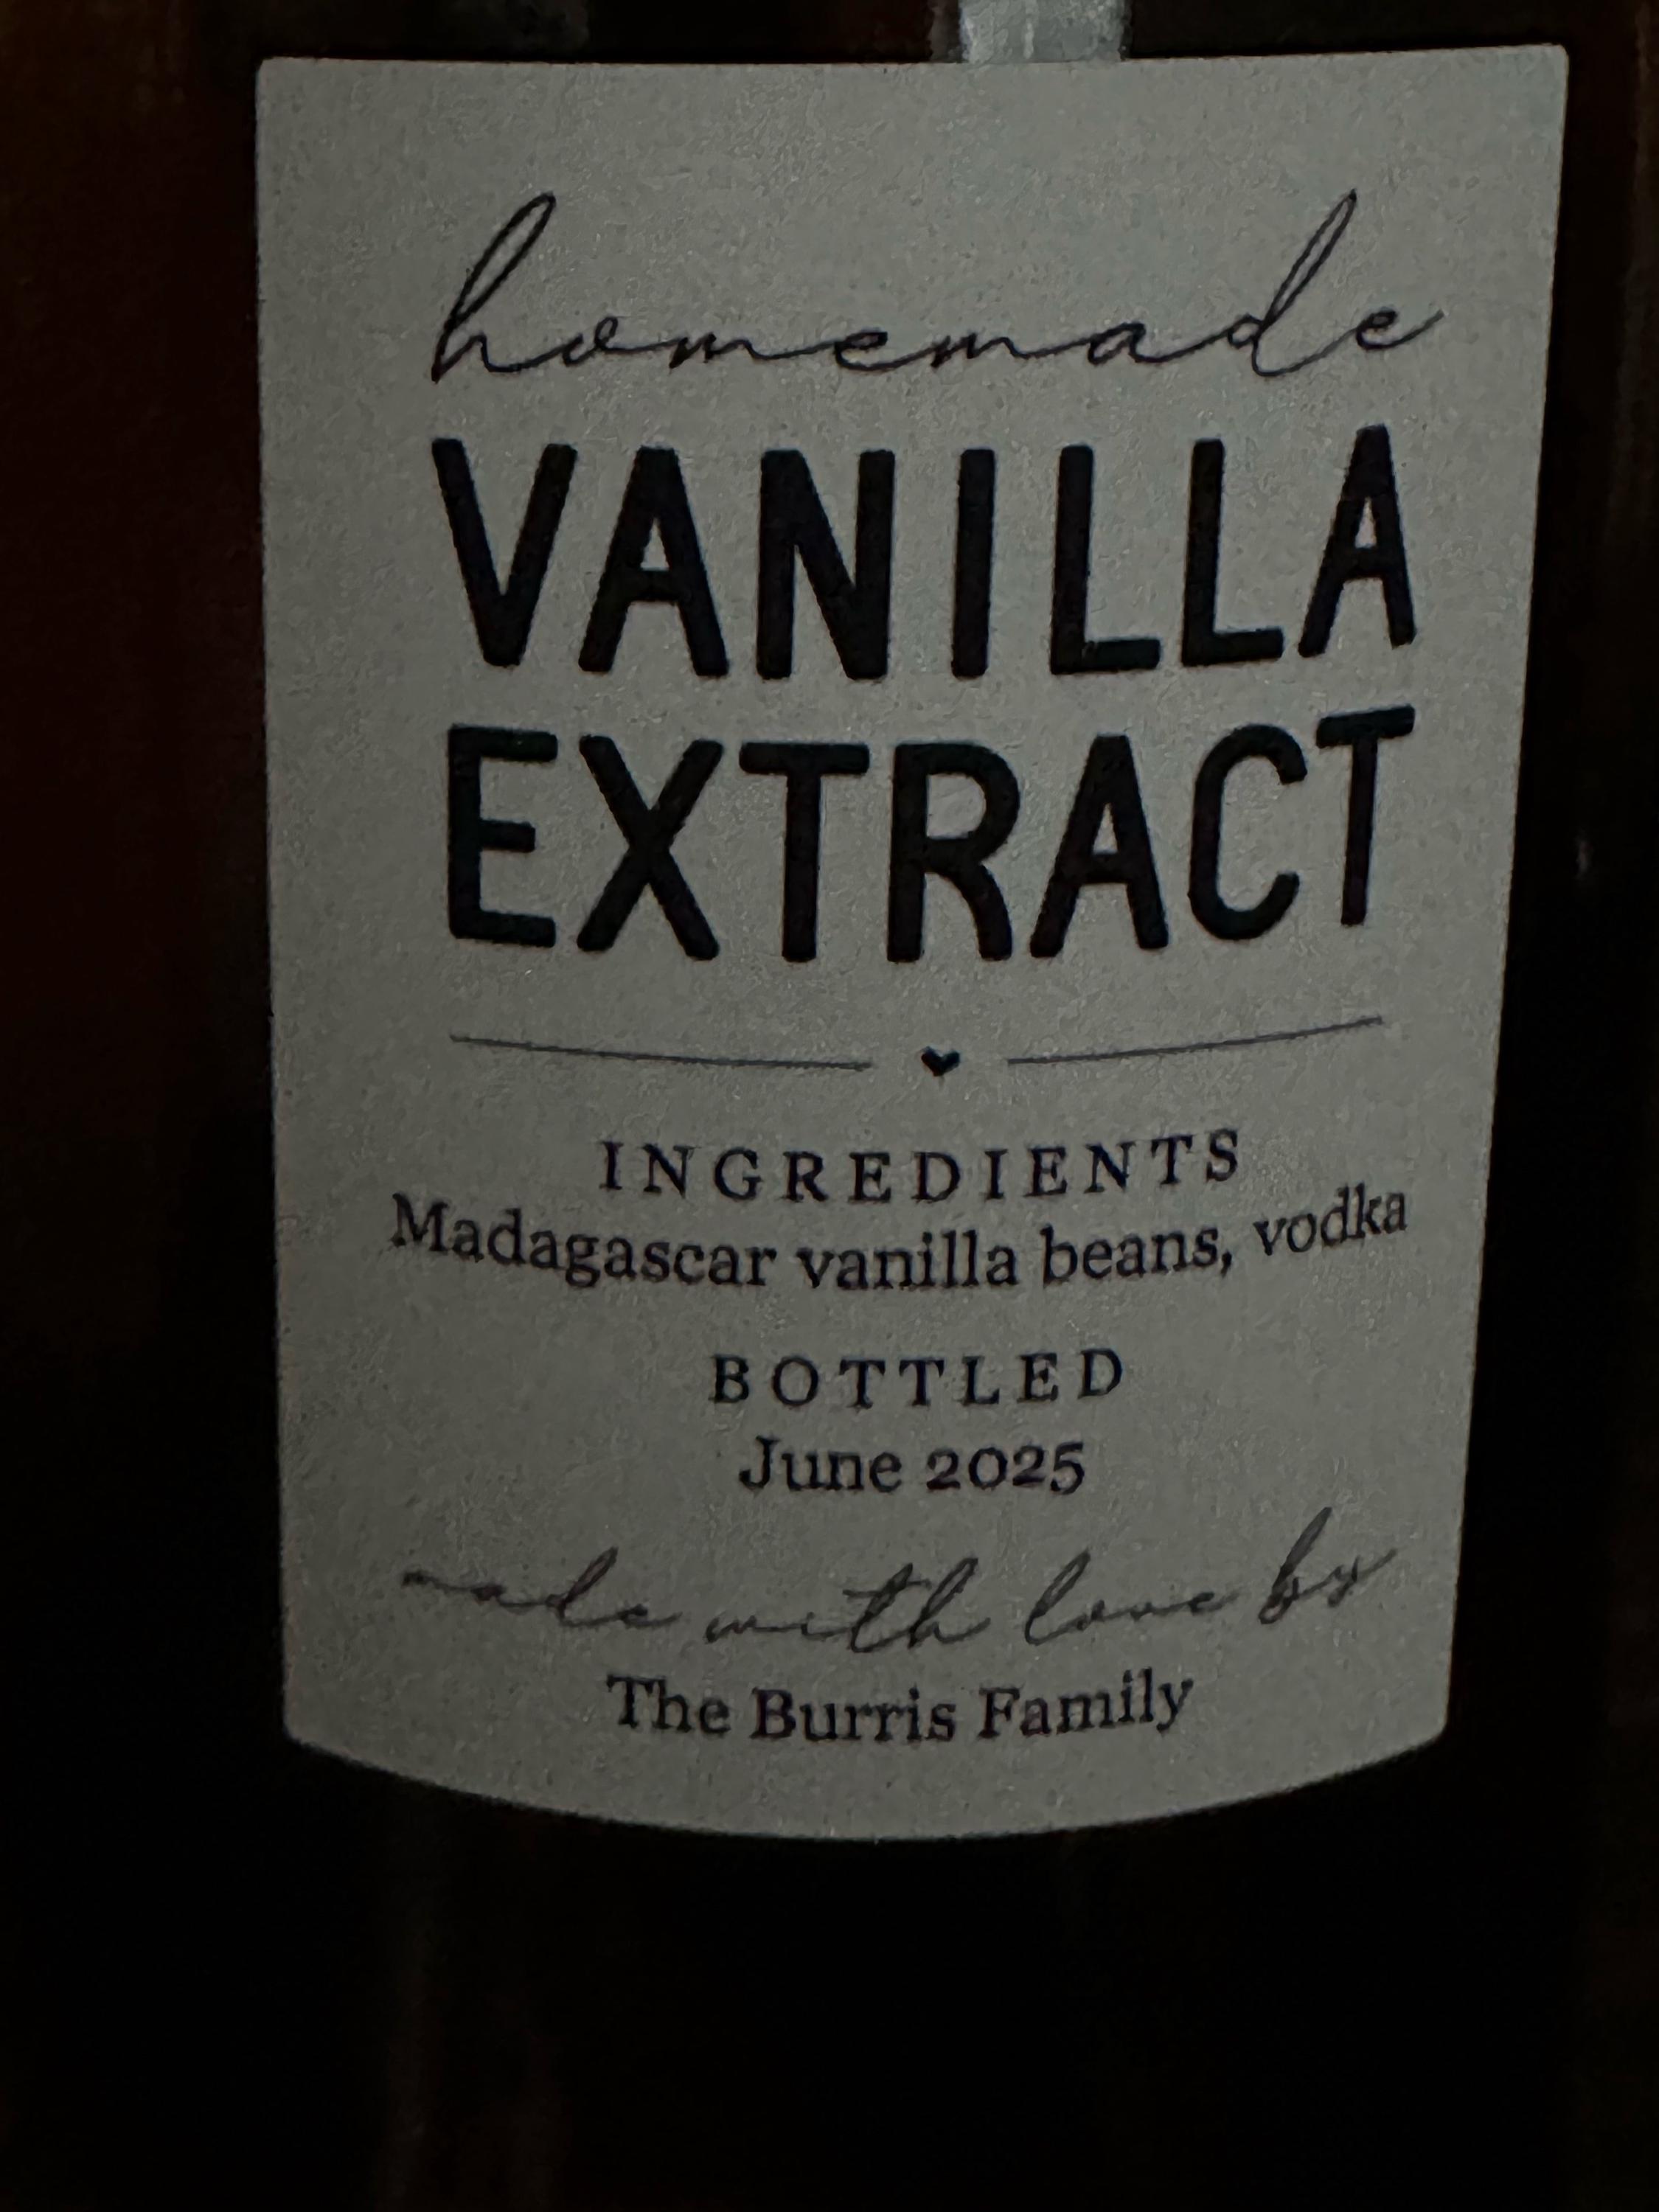 homemade
VANILLA
EXTRACT
INGREDIENTS
Madagascar vanilla beans, vodka
BOTTLED
June 2025
made with love by
The Burris Family